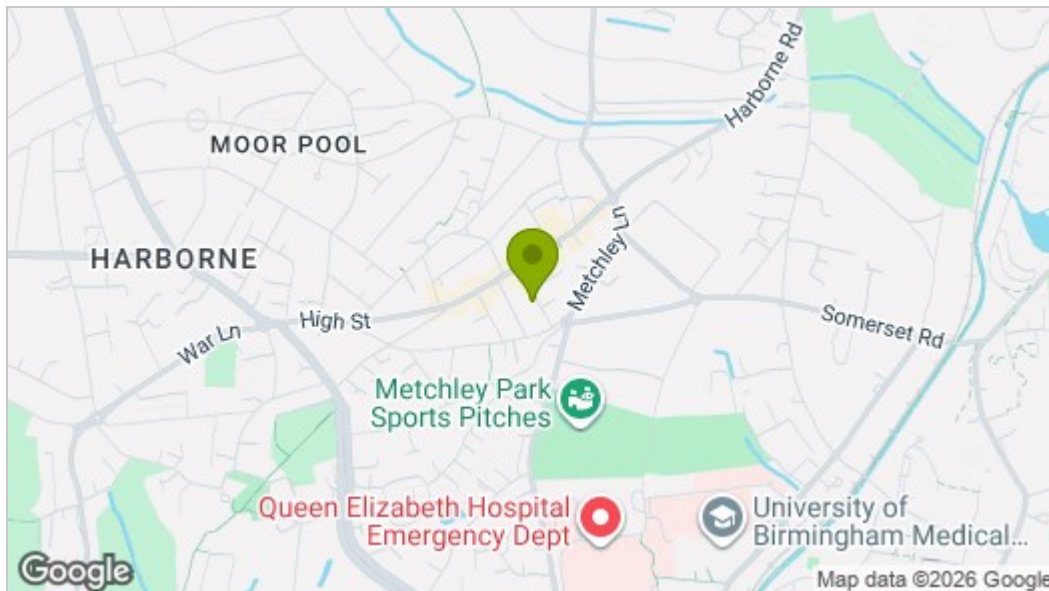 Harborne Rd
MOOR POOL
HARBORNE
Metchley Ln
High St
War Ln
Somerset Rd
Metchley Park
Sports Pitches
Queen Elizabeth Hospital
Emergency Dept
University of
Birmingham Medical...
Google
Map data ©2026 Google